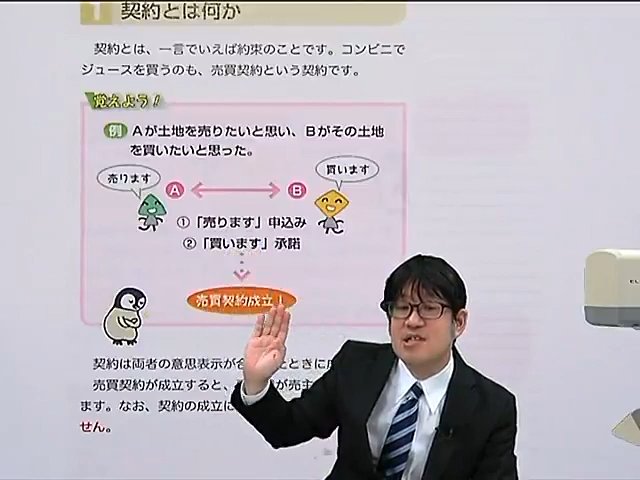 1 契約とは何か
契約とは、一言でいえば約束のことです。コンビニで
ジュースを買うのも、売買契約という契約です。
覚えよう!
例 Aが土地を売りたいと思い、Bがその土地
を買いたいと思った。
売ります
買います
A
B
①「売ります」申込み
②「買います」承諾
売買契約成立!
契約は両者の意思表示が
ときに
売買契約が成立すると、
が売主
ます。なお、契約の成立に
せん。